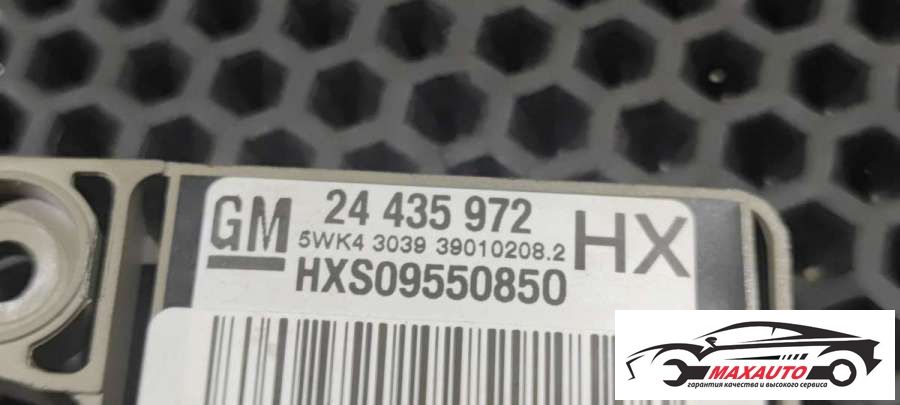 GM
24 435 972
5WK4 3039 39010208.2
HX
HXS09550850
MAXAUTO
гарантия качества и высокого сервиса